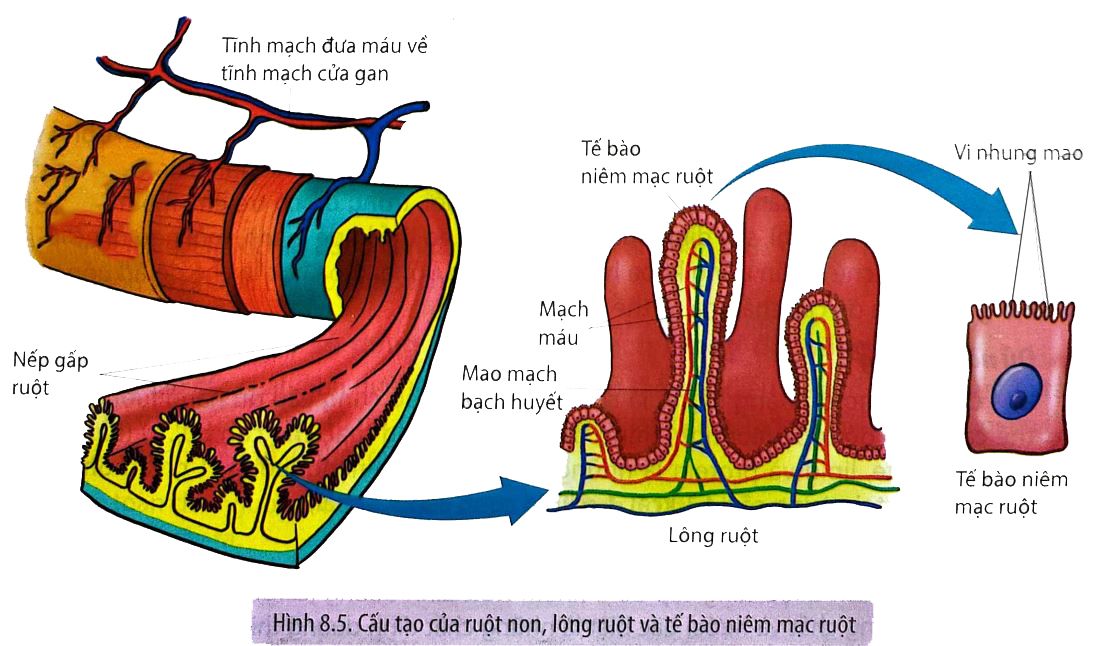 Tĩnh mạch đưa máu về
tĩnh mạch cửa gan
Nếp gấp
ruột
Tế bào
niêm mạc ruột
Vi nhung mao
Mạch
máu
Mao mạch
bạch huyết
Lông ruột
Tế bào niêm
mạc ruột
Hình 8.5. Cấu tạo của ruột non, lông ruột và tế bào niêm mạc ruột